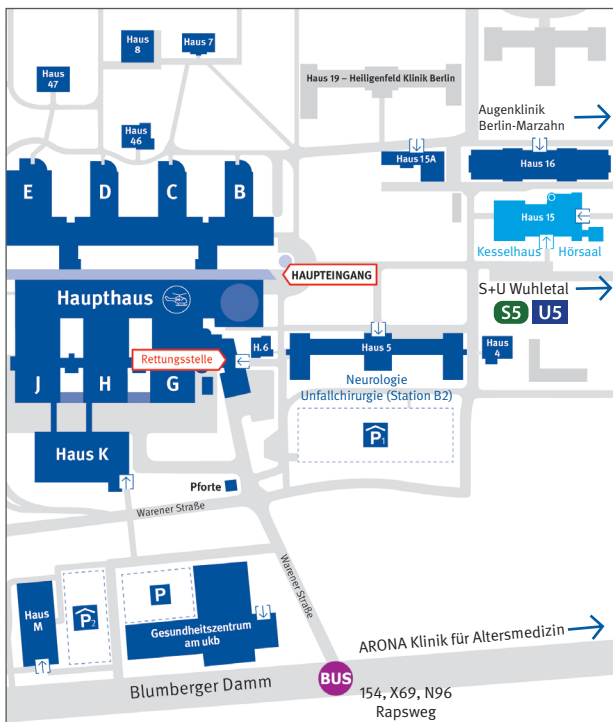 Haus
8
Haus 7
Haus
47
Haus 19 – Heiligenfeld Klinik Berlin
Augenklinik
Berlin-Marzahn
Haus
46
Haus 15A
Haus 16
E
D
C
B
Haus 15
Kesselhaus
Hörsaal
HAUPTEINGANG
S+U Wuhletal
S5
U5
Haupthaus
H.6
Haus 5
Haus
4
Rettungsstelle
J
H
G
Neurologie
Unfallchirurgie (Station B2)
P1
Haus K
Pforte
Warener Straße
Warener Straße
Haus
M
P2
P
Gesundheitszentrum
am ukb
ARONA Klinik für Altersmedizin
Blumberger Damm
BUS
154, X69, N96
Rapsweg